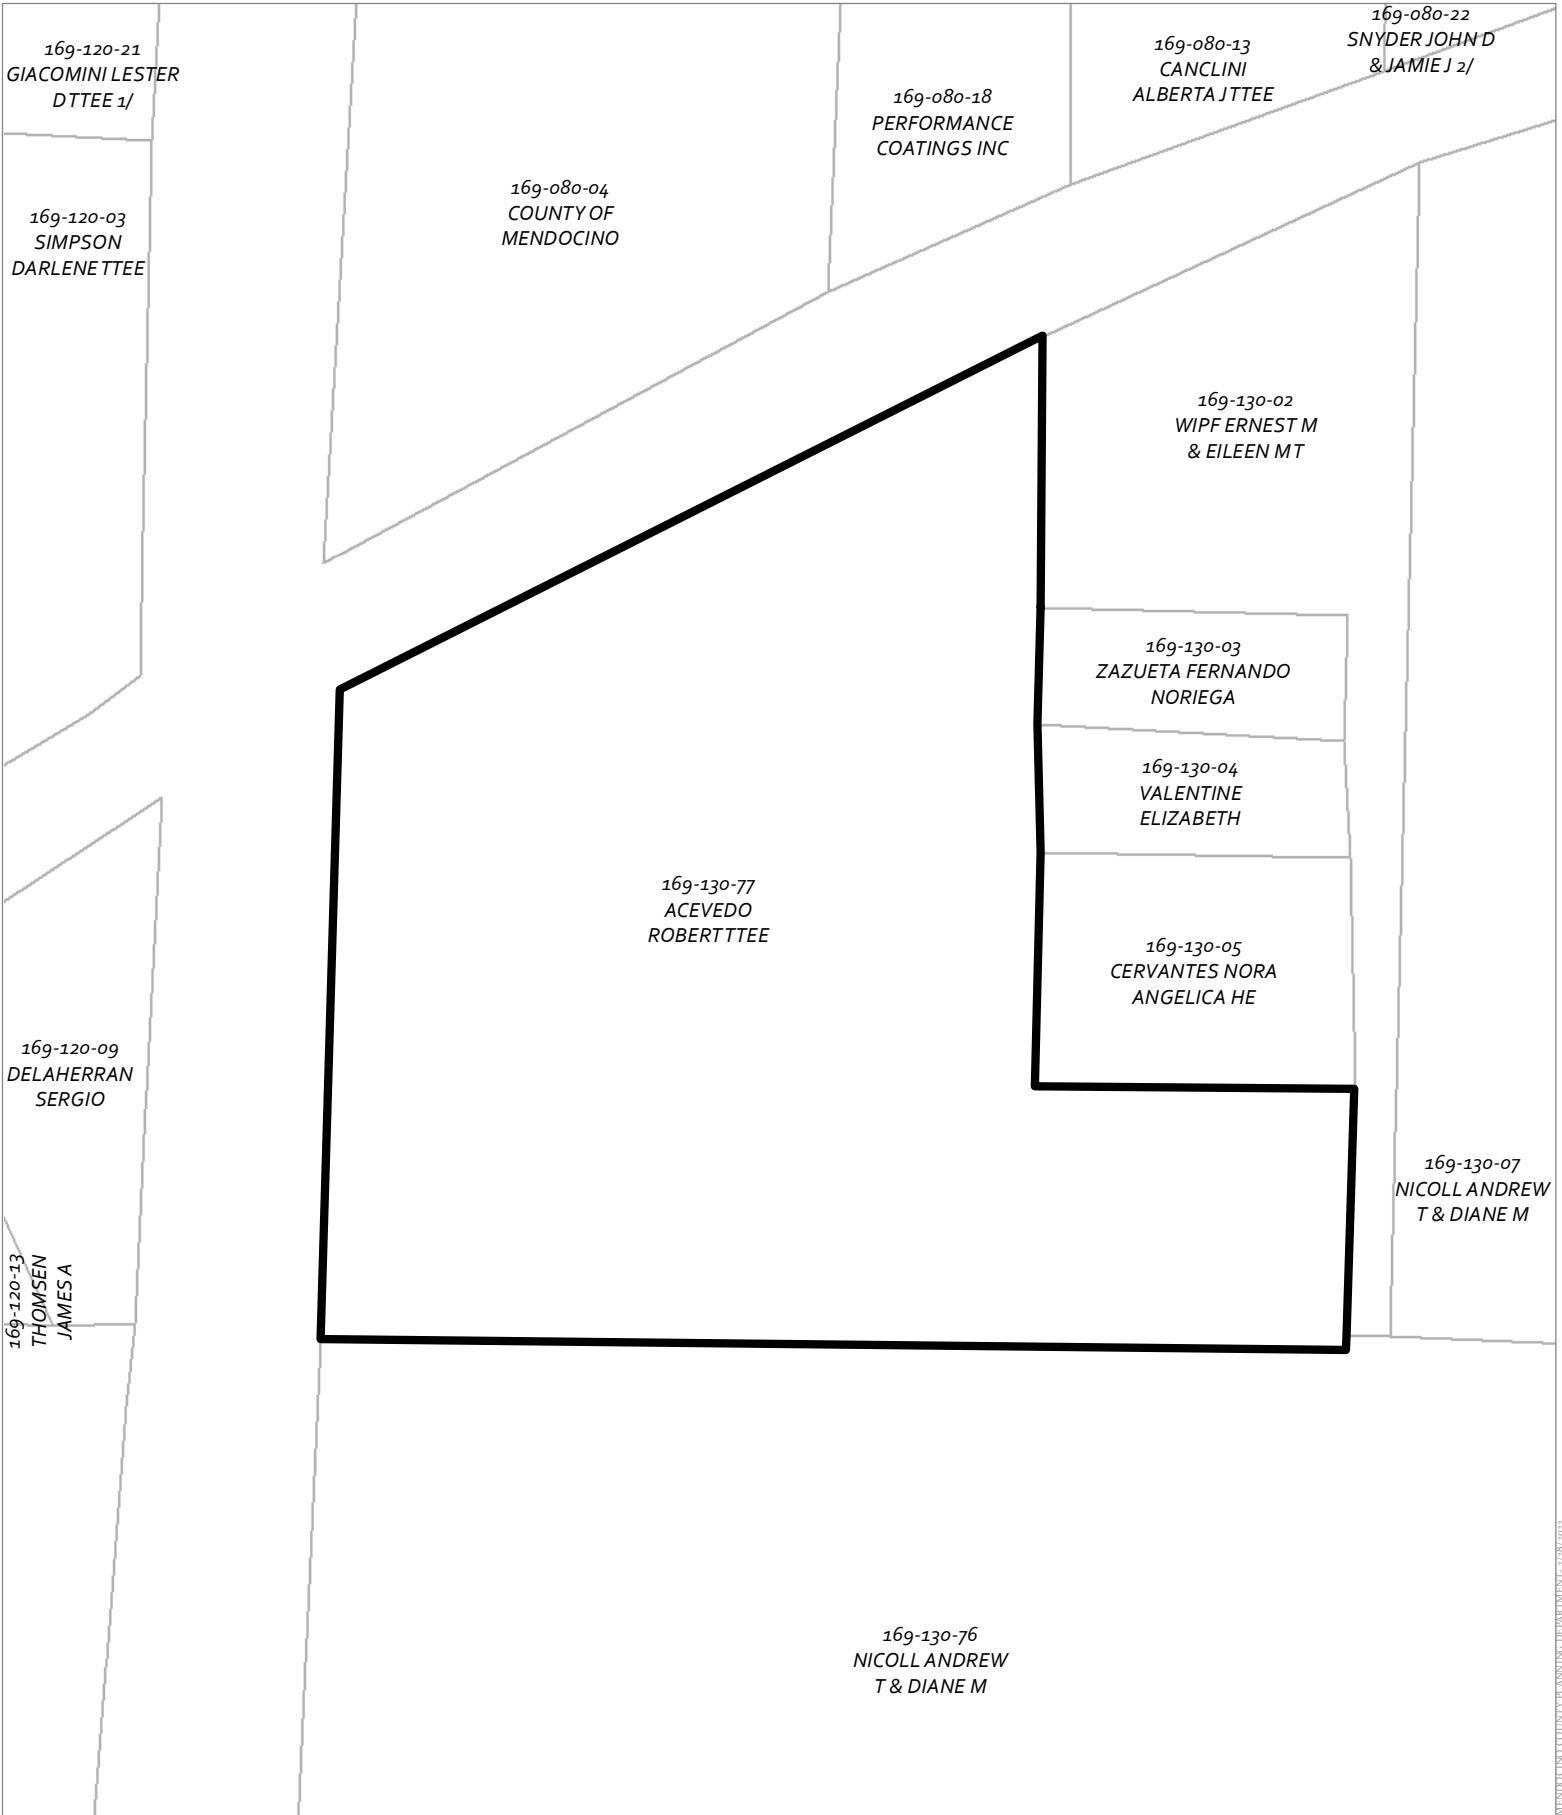 169-120-21
GIACOMINI LESTER
D TTEE 1/
169-080-22
SNYDER JOHN D
& JAMIE J 2/
169-080-13
CANCLINI
ALBERTA J TTEE
169-080-18
PERFORMANCE
COATINGS INC
169-080-04
COUNTY OF
MENDOCINO
169-120-03
SIMPSON
DARLENE TTEE
169-130-02
WIPF ERNEST M
& EILEEN M T
169-130-03
ZAZUETA FERNANDO
NORIEGA
169-130-04
VALENTINE
ELIZABETH
169-130-77
ACEVEDO
ROBERT TTEE
169-130-05
CERVANTES NORA
ANGELICA HE
169-120-09
DELAHERRAN
SERGIO
169-130-07
NICOLL ANDREW
T & DIANE M
169-120-13
THOMSEN
JAMES A
169-130-76
NICOLL ANDREW
T & DIANE M
MENDOCINO COUNTY PLANNING DEPARTMENT-